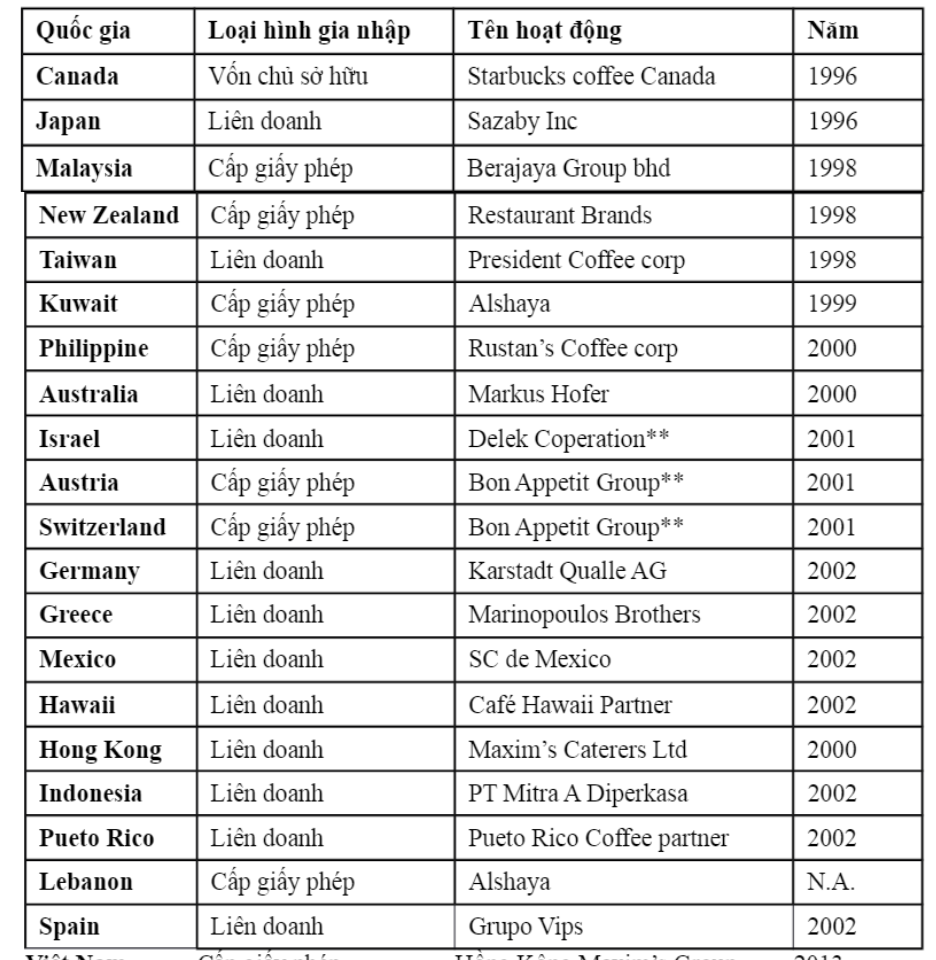 Quốc gia Loại hình gia nhập Tên hoạt động Năm
Canada Vốn chủ sở hữu Starbucks coffee Canada 1996
Japan Liên doanh Sazaby Inc 1996
Malaysia Cấp giấy phép Berajaya Group bhd 1998
New Zealand Cấp giấy phép Restaurant Brands 1998
Taiwan Liên doanh President Coffee corp 1998
Kuwait Cấp giấy phép Alshaya 1999
Philippine Cấp giấy phép Rustan’s Coffee corp 2000
Australia Liên doanh Markus Hofer 2000
Israel Liên doanh Delek Coperation** 2001
Austria Cấp giấy phép Bon Appetit Group** 2001
Switzerland Cấp giấy phép Bon Appetit Group** 2001
Germany Liên doanh Karstadt Qualle AG 2002
Greece Liên doanh Marinopoulos Brothers 2002
Mexico Liên doanh SC de Mexico 2002
Hawaii Liên doanh Café Hawaii Partner 2002
Hong Kong Liên doanh Maxim’s Caterers Ltd 2000
Indonesia Liên doanh PT Mitra A Diperkasa 2002
Pueto Rico Liên doanh Pueto Rico Coffee partner 2002
Lebanon Cấp giấy phép Alshaya N.A.
Spain Liên doanh Grupo Vips 2002
Việt Nam Cấp giấy phép Hồng Kông Maxim’s Group